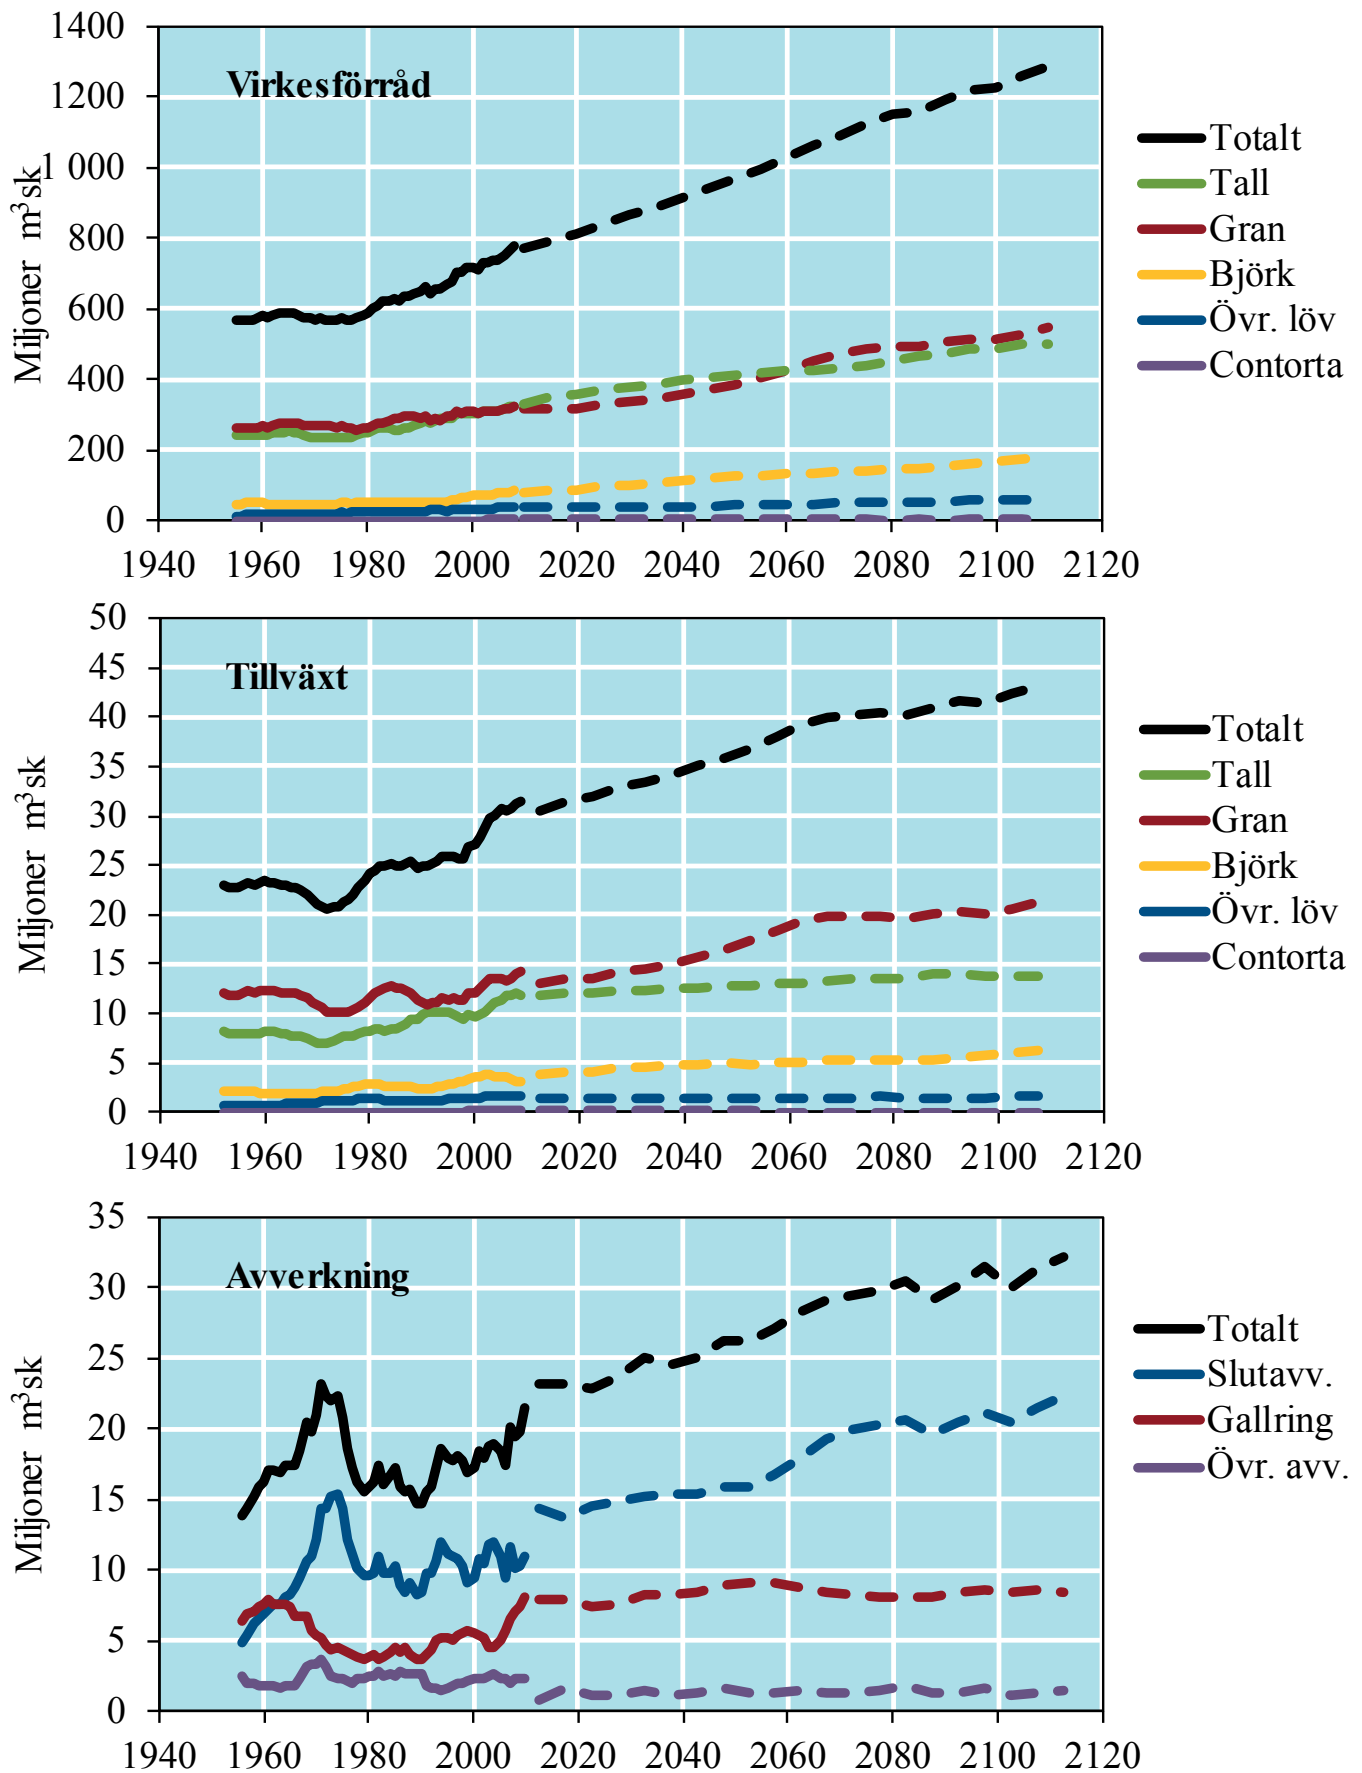 1400
1200
1 000
800
600
400
200
0
Miljoner m³sk
Virkesförråd
1940 1960 1980 2000 2020 2040 2060 2080 2100 2120
Totalt
Tall
Gran
Björk
Övr. löv
Contorta
50
45
40
35
30
25
20
15
10
5
0
Miljoner m³sk
Tillväxt
1940 1960 1980 2000 2020 2040 2060 2080 2100 2120
Totalt
Tall
Gran
Björk
Övr. löv
Contorta
35
30
25
20
15
10
5
0
Miljoner m³sk
Avverkning
1940 1960 1980 2000 2020 2040 2060 2080 2100 2120
Totalt
Slutavv.
Gallring
Övr. avv.